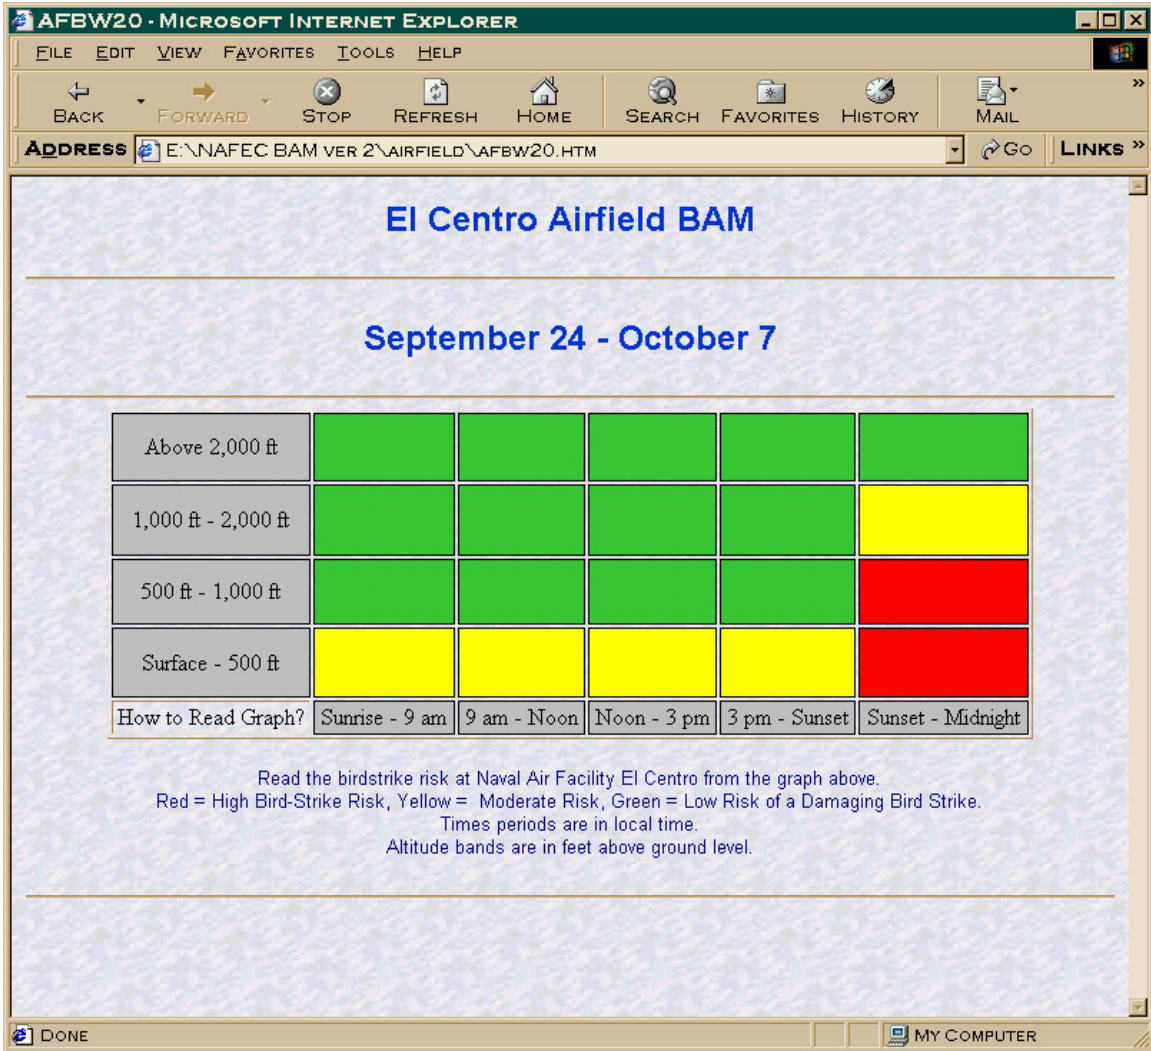 AFBW20 - Microsoft Internet Explorer
File Edit View Favorites Tools Help
Back Forward Stop Refresh Home Search Favorites History Mail »
Address E:\NAFEC BAM ver 2\airfield\afbw20.htm Go Links »
El Centro Airfield BAM
September 24 - October 7
Above 2,000 ft
1,000 ft - 2,000 ft
500 ft - 1,000 ft
Surface - 500 ft
How to Read Graph? Sunrise - 9 am 9 am - Noon Noon - 3 pm 3 pm - Sunset Sunset - Midnight
Read the birdstrike risk at Naval Air Facility El Centro from the graph above.
Red = High Bird-Strike Risk, Yellow = Moderate Risk, Green = Low Risk of a Damaging Bird Strike.
Times periods are in local time.
Altitude bands are in feet above ground level.
Done My Computer